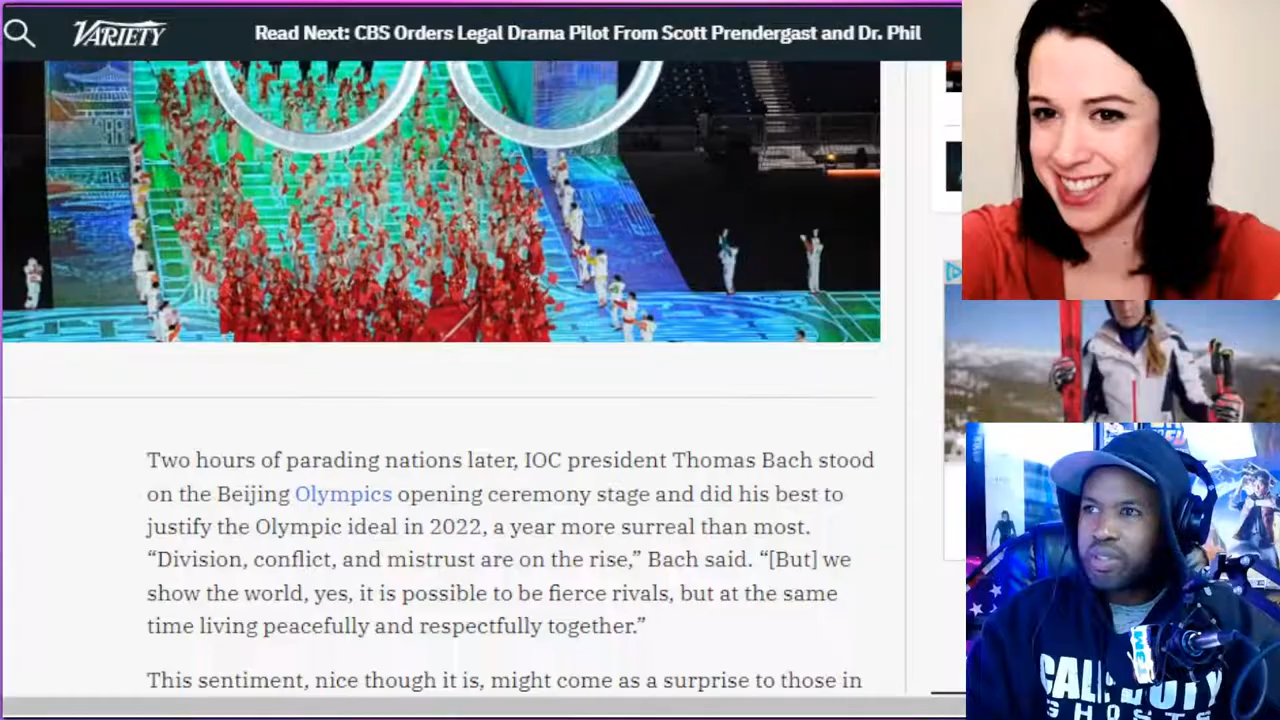 VARIETY
Read Next: CBS Orders Legal Drama Pilot From Scott Prendergast and Dr. Phil
Two hours of parading nations later, IOC president Thomas Bach stood
on the Beijing Olympics opening ceremony stage and did his best to
justify the Olympic ideal in 2022, a year more surreal than most.
“Division, conflict, and mistrust are on the rise,” Bach said. “[But] we
show the world, yes, it is possible to be fierce rivals, but at the same
time living peacefully and respectfully together.”
This sentiment, nice though it is, might come as a surprise to those in
CALL OF DUTY
GHOSTS